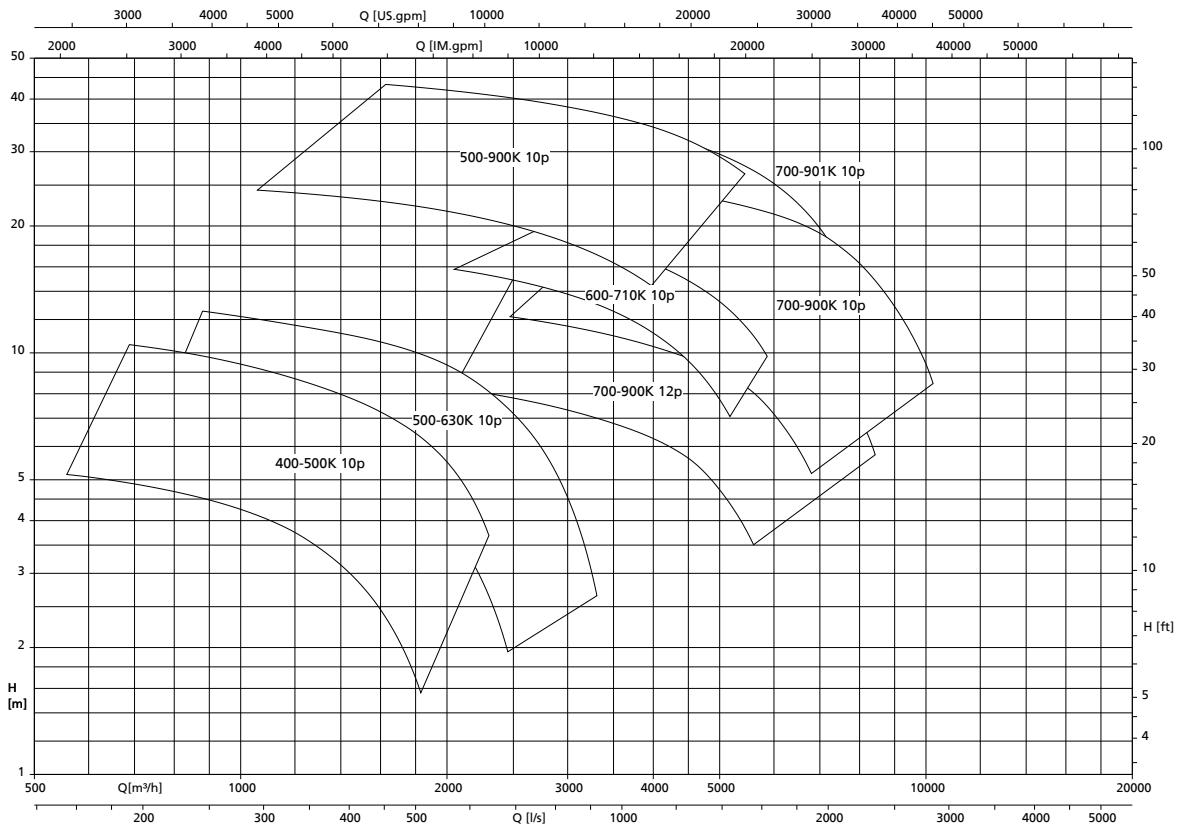 Q [US.gpm]
3000 4000 5000 10000 20000 30000 40000 50000
Q [IM.gpm]
2000 3000 4000 5000 10000 20000 30000 40000 50000
50
40
30
20
10
5
4
3
2
1
H
[m]
100
50
40
30
20
10
H [ft]
5
4
500-900K 10p
700-901K 10p
600-710K 10p
700-900K 10p
700-900K 12p
500-630K 10p
400-500K 10p
500 Q[m³/h] 1000 2000 3000 4000 5000 10000 20000
200 300 400 500 Q [l/s] 1000 2000 3000 4000 5000